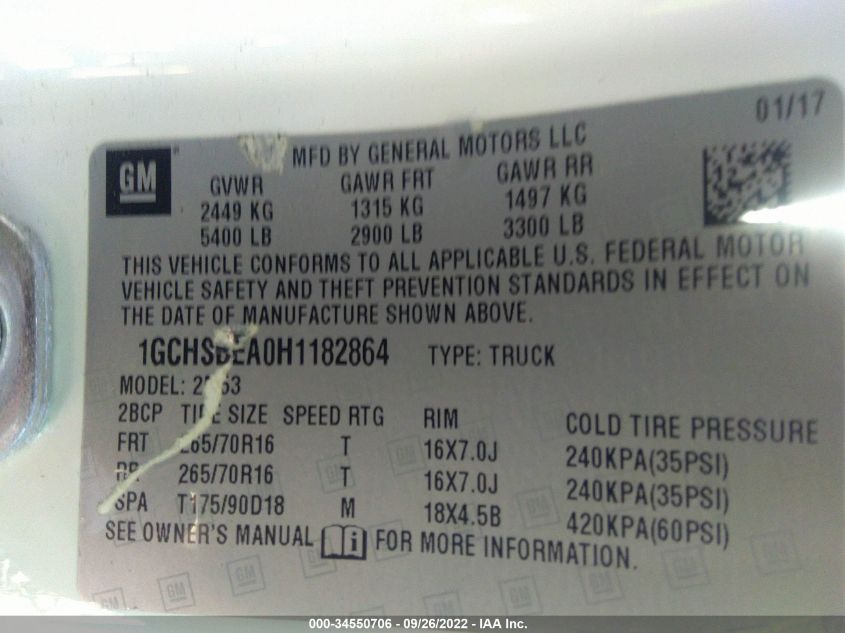 01/17
GM
MFD BY GENERAL MOTORS LLC
GVWR GAWR FRT GAWR RR
2449 KG 1315 KG 1497 KG
5400 LB 2900 LB 3300 LB
THIS VEHICLE CONFORMS TO ALL APPLICABLE U.S. FEDERAL MOTOR
VEHICLE SAFETY AND THEFT PREVENTION STANDARDS IN EFFECT ON
THE DATE OF MANUFACTURE SHOWN ABOVE.
TYPE: TRUCK
MODEL:
2BCP TIRE SIZE SPEED RTG RIM COLD TIRE PRESSURE
FRT 265/70R16 T 16X7.0J 240KPA(35PSI)
RR 265/70R16 T 16X7.0J 240KPA(35PSI)
SPA T175/90D18 M 18X4.5B 420KPA(60PSI)
SEE OWNER'S MANUAL FOR MORE INFORMATION.
000-34550706 - 09/26/2022 - IAA Inc.